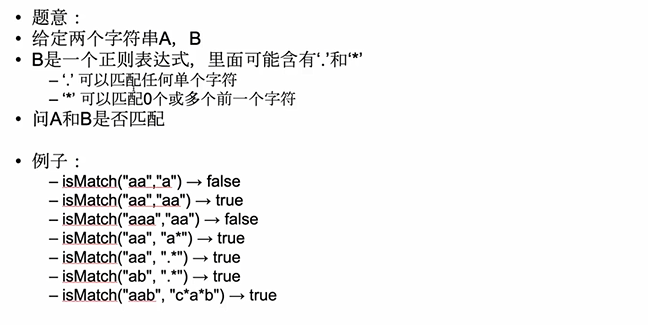 • 题意：
• 给定两个字符串A，B
• B是一个正则表达式，里面可能含有‘.’和‘*’
– ‘.’ 可以匹配任何单个字符
– ‘*’ 可以匹配0个或多个前一个字符
• 问A和B是否匹配
• 例子：
– isMatch("aa","a") → false
– isMatch("aa","aa") → true
– isMatch("aaa","aa") → false
– isMatch("aa", "a*") → true
– isMatch("aa", ".*") → true
– isMatch("ab", ".*") → true
– isMatch("aab", "c*a*b") → true